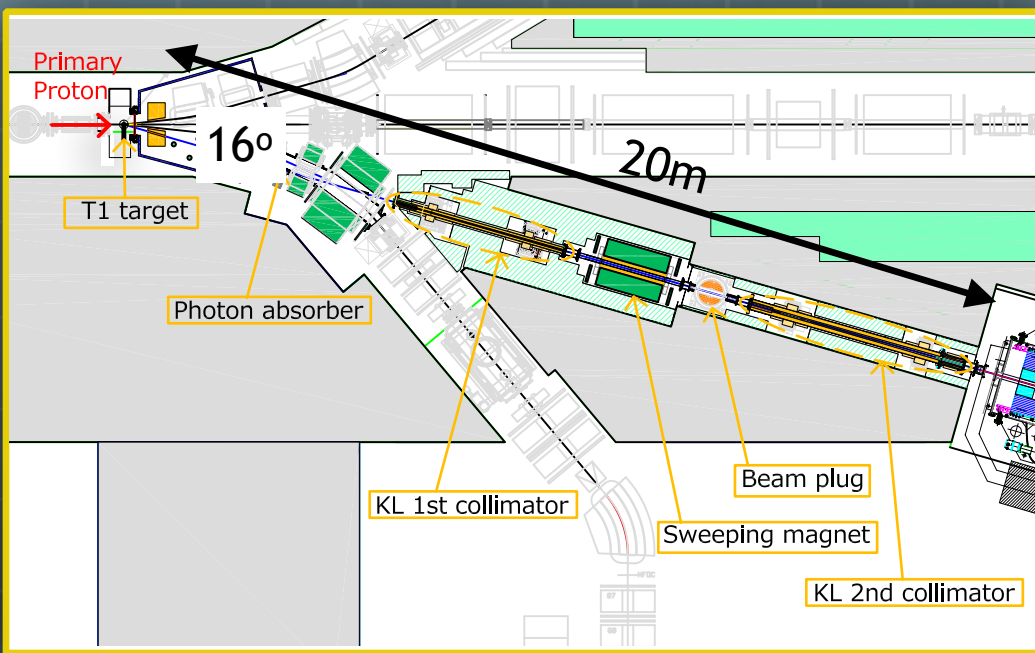 Primary
Proton
16º
20m
T1 target
Photon absorber
KL 1st collimator
Beam plug
Sweeping magnet
KL 2nd collimator